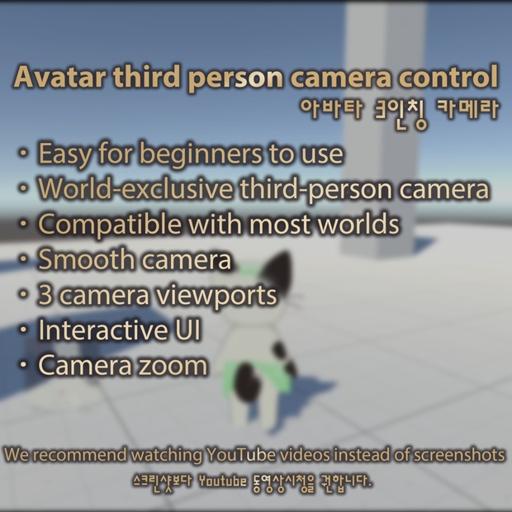 Avatar third person camera control
아바타 3인칭 카메라
• Easy for beginners to use
• World-exclusive third-person camera
• Compatible with most worlds
• Smooth camera
• 3 camera viewports
• Interactive UI
• Camera zoom
We recommend watching YouTube videos instead of screenshots
스크린샷보다 Youtube 동영상시청을 권합니다.